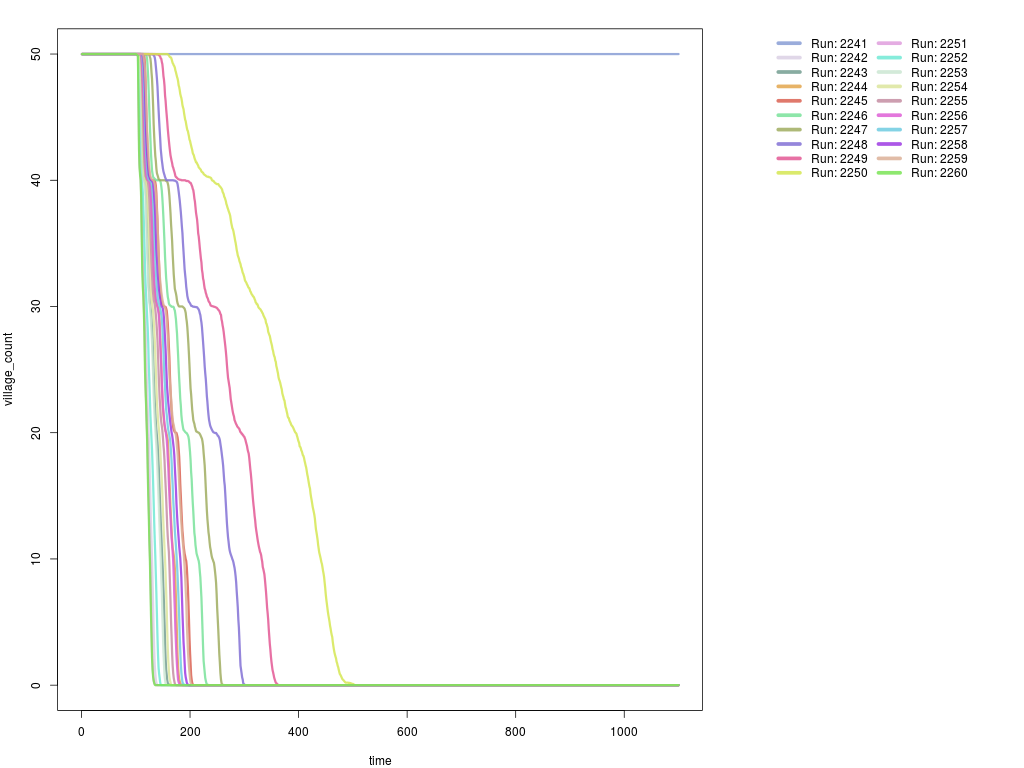 50
40
30
20
10
0
village_count
0 200 400 600 800 1000
time
Run: 2241 Run: 2251
Run: 2242 Run: 2252
Run: 2243 Run: 2253
Run: 2244 Run: 2254
Run: 2245 Run: 2255
Run: 2246 Run: 2256
Run: 2247 Run: 2257
Run: 2248 Run: 2258
Run: 2249 Run: 2259
Run: 2250 Run: 2260